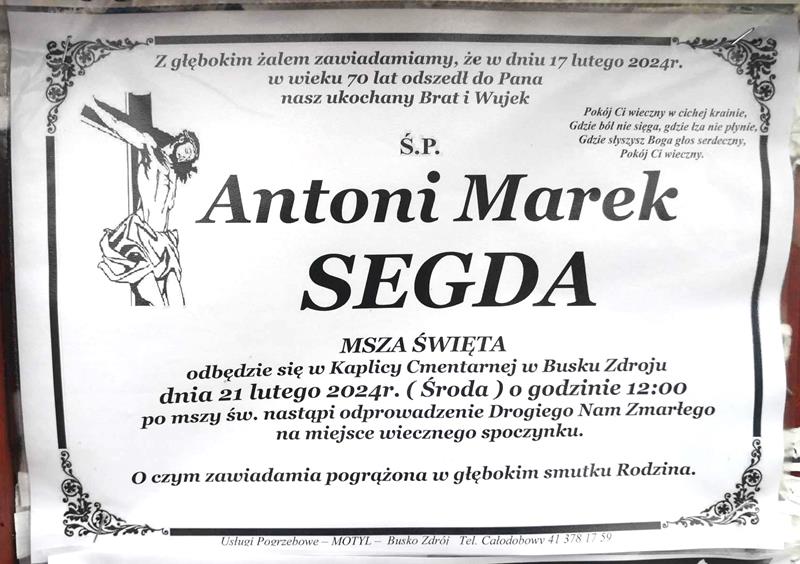 Z głębokim żalem zawiadamiamy, że w dniu 17 lutego 2024r.
w wieku 70 lat odszedł do Pana
nasz ukochany Brat i Wujek
Pokój Ci wieczny w cichej krainie,
Gdzie ból nie sięga, gdzie łza nie płynie,
Gdzie słyszysz Boga głos serdeczny,
Pokój Ci wieczny.
Ś.P.
Antoni Marek
SEGDA
MSZA ŚWIĘTA
odbędzie się w Kaplicy Cmentarnej w Busku Zdroju
dnia 21 lutego 2024r. ( Środa ) o godzinie 12:00
po mszy św. nastąpi odprowadzenie Drogiego Nam Zmarłego
na miejsce wiecznego spoczynku.
O czym zawiadamia pogrążona w głębokim smutku Rodzina.
Usługi Pogrzebowe – MOTYL – Busko Zdrój Tel. Całodobowy 41 378 17 59